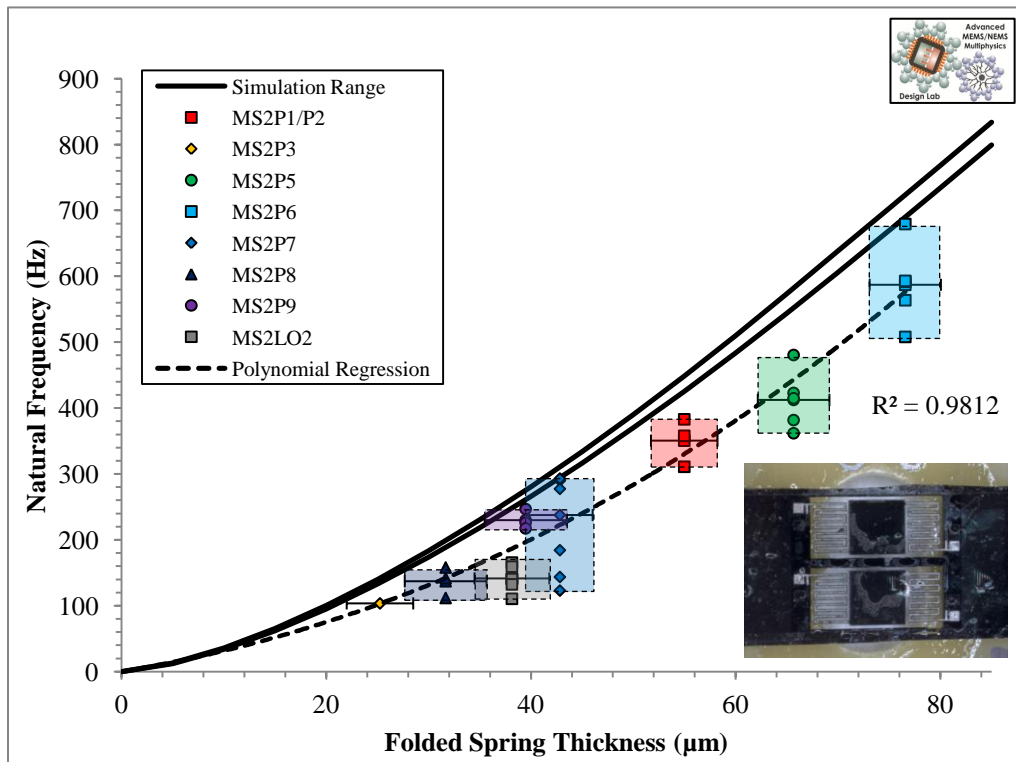 Advanced
MEMS/NEMS
Multiphysics
Design Lab
900
800
700
600
500
400
300
200
100
0
Natural Frequency (Hz)
Simulation Range
MS2P1/P2
MS2P3
MS2P5
MS2P6
MS2P7
MS2P8
MS2P9
MS2LO2
Polynomial Regression
R² = 0.9812
0 20 40 60 80
Folded Spring Thickness (µm)